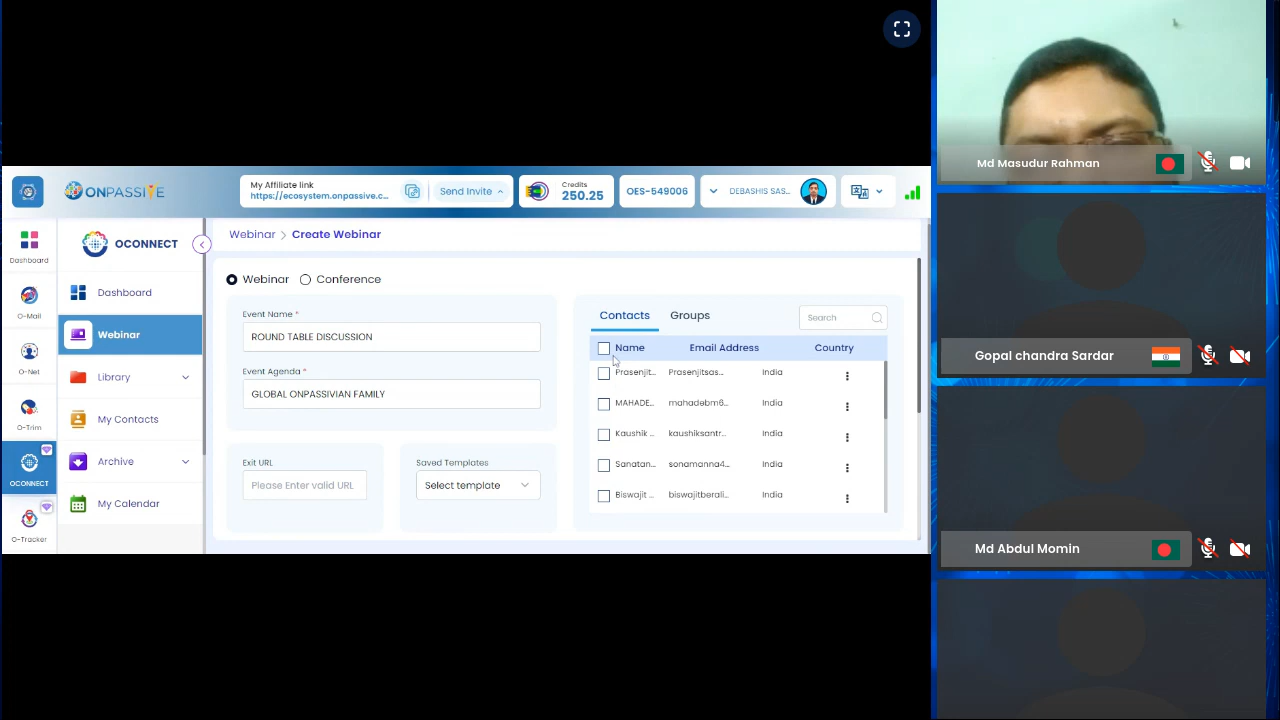 My Affiliate link
https://ecosystem.onpassive.c...
Send Invite
Credits
250.25
OES-549006
DEBASHIS SAS...
ONPASSIVE
Dashboard
O-Mail
O-Net
O-Trim
OCONNECT
O-Tracker
OCONNECT
Dashboard
Webinar
Library
My Contacts
Archive
My Calendar
Webinar > Create Webinar
Webinar Conference
Event Name *
ROUND TABLE DISCUSSION
Event Agenda *
GLOBAL ONPASSIVIAN FAMILY
Exit URL
Please Enter valid URL
Saved Templates
Select template
Contacts Groups
Search
Name Email Address Country
Prasenjit... Prasenjitsas... India
MAHADE... mahadebm6... India
Kaushik ... kaushiksantr... India
Sanatan... sonamanna4... India
Biswajit ... biswajitberali... India
Md Masudur Rahman
Gopal chandra Sardar
Md Abdul Momin